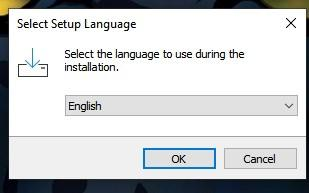 Select Setup Language
Select the language to use during the
installation.
English
OK
Cancel